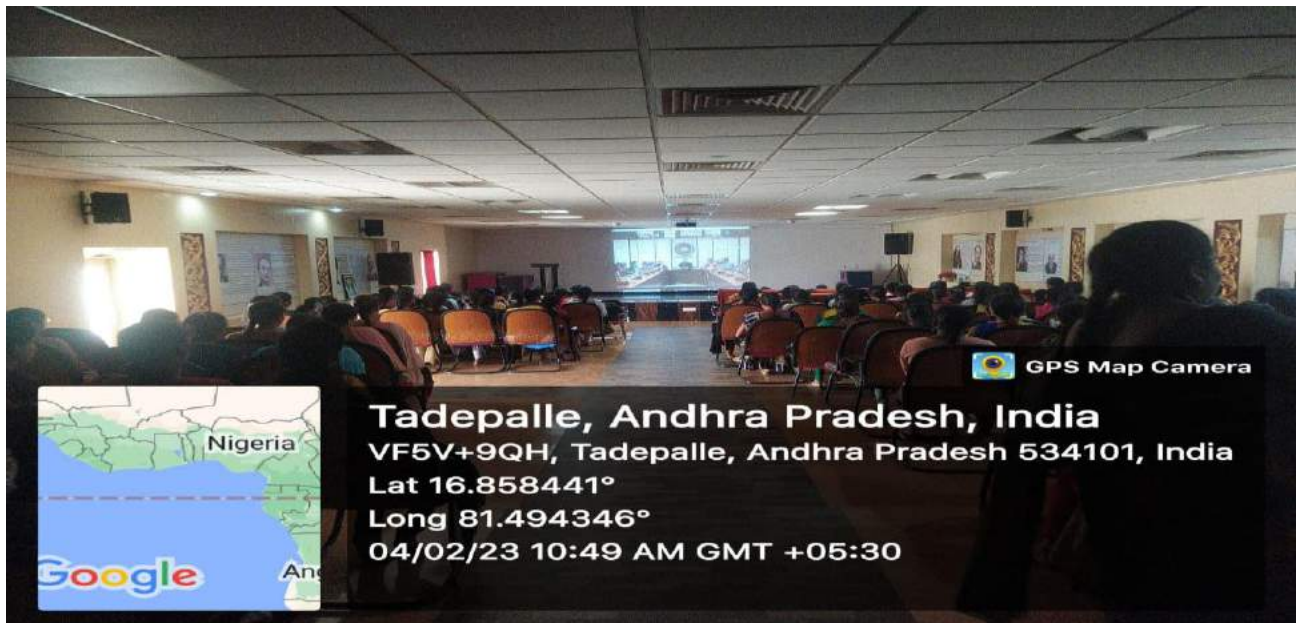 GPS Map Camera
Tadepalle, Andhra Pradesh, India
VF5V+9QH, Tadepalle, Andhra Pradesh 534101, India
Lat 16.858441°
Long 81.494346°
04/02/23 10:49 AM GMT +05:30
Nigeria
Google
Ang